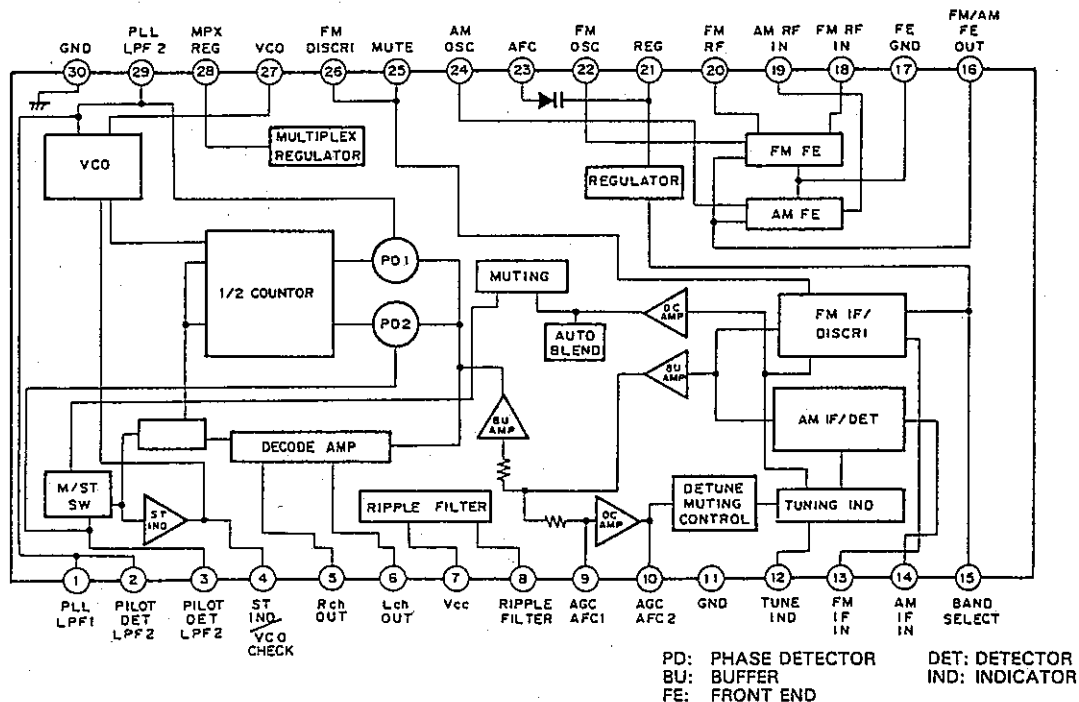 GND
PLL
LPF 2
MPX
REG
VCO
FM
DISCRI
MUTE
AM
OSC
AFC
FM
OSC
REG
FM
RF
AM RF
IN
FM RF
IN
FE
GND
FM/AM
FE
OUT
30 29 28 27 26 25 24 23 22 21 20 19 18 17 16
VCO
MULTIPLEX
REGULATOR
REGULATOR
FM FE
AM FE
1/2 COUNTOR
PD1
PD2
MUTING
AUTO
BLEND
DC
AMP
BU
AMP
FM IF/
DISCRI
AM IF/DET
BU
AMP
DECODE AMP
M/ST
SW
ST
IND
RIPPLE FILTER
DC
AMP
DETUNE
MUTING
CONTROL
TUNING IND
1 2 3 4 5 6 7 8 9 10 11 12 13 14 15
PLL
LPF1
PILOT
DET
LPF2
PILOT
DET
LPF2
ST
IND
/VCO
CHECK
Rch
OUT
Lch
OUT
Vcc
RIPPLE
FILTER
AGC
AFC1
AGC
AFC2
GND
TUNE
IND
FM
IF
IN
AM
IF
IN
BAND
SELECT
PD: PHASE DETECTOR DET: DETECTOR
BU: BUFFER IND: INDICATOR
FE: FRONT END